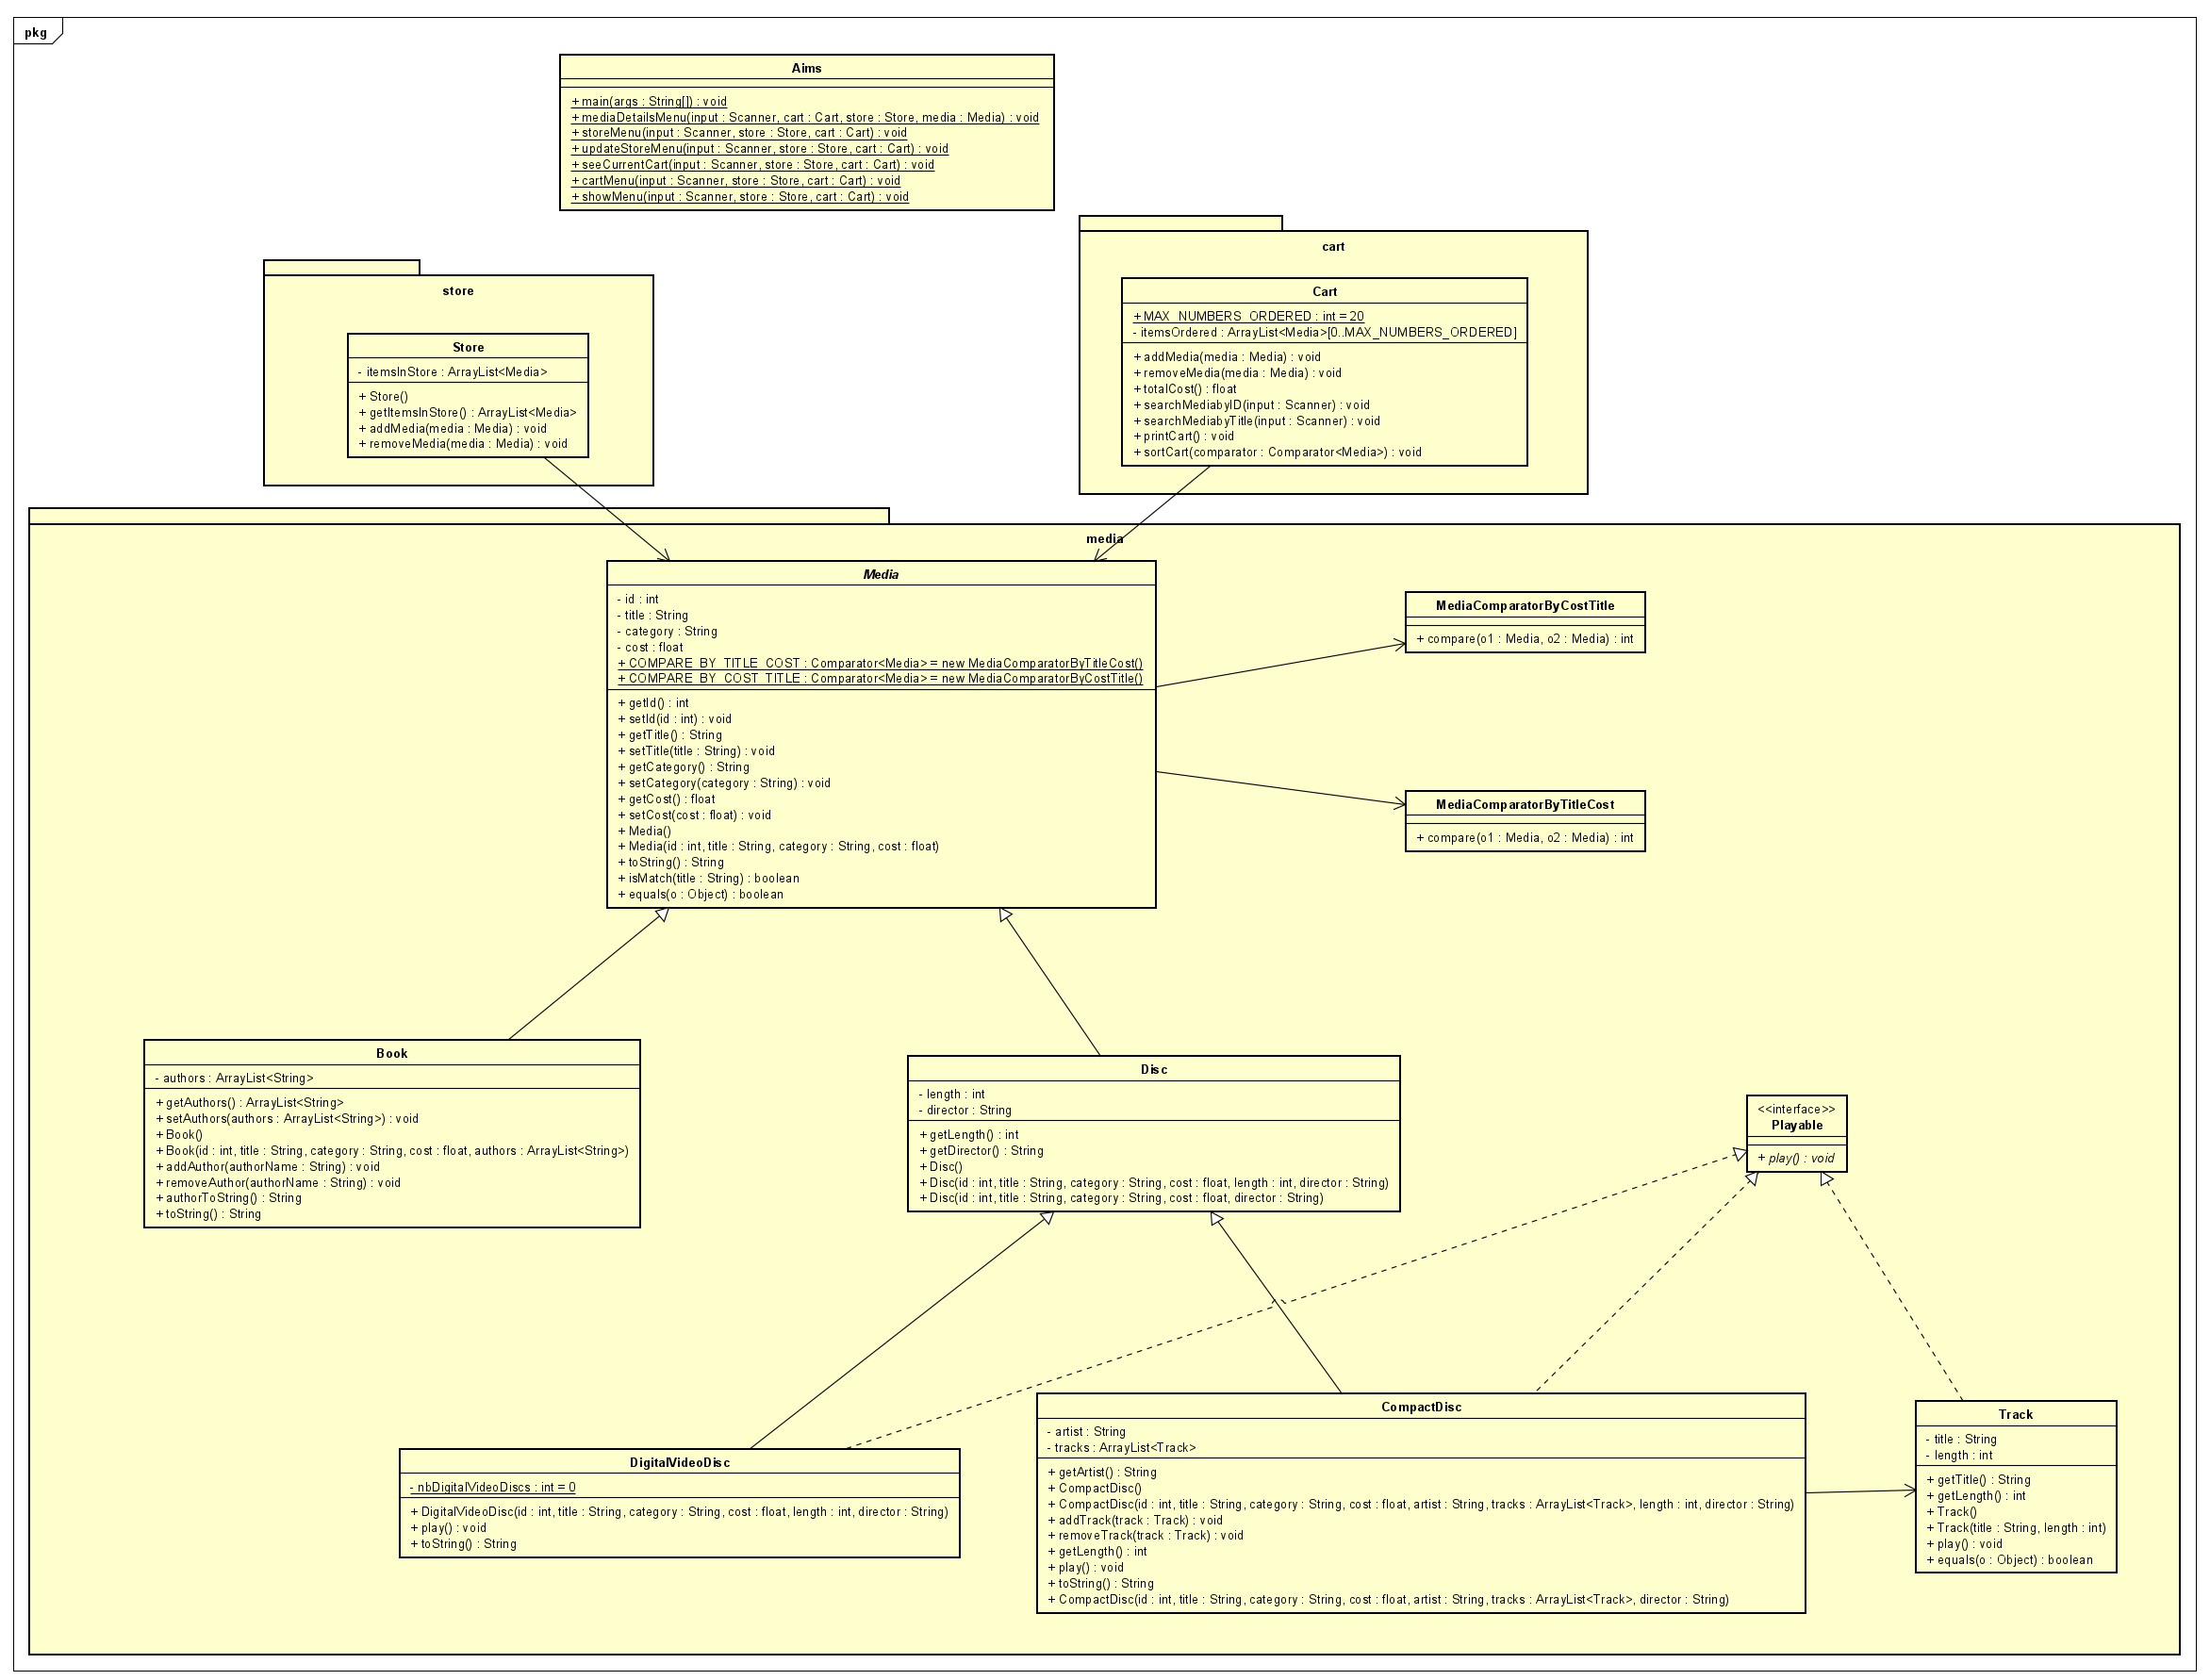 pkg
Aims
+ main(args : String[]) : void
+ mediaDetailsMenu(input : Scanner, cart : Cart, store : Store, media : Media) : void
+ storeMenu(input : Scanner, store : Store, cart : Cart) : void
+ updateStoreMenu(input : Scanner, store : Store, cart : Cart) : void
+ seeCurrentCart(input : Scanner, store : Store, cart : Cart) : void
+ cartMenu(input : Scanner, store : Store, cart : Cart) : void
+ showMenu(input : Scanner, store : Store, cart : Cart) : void
store
Store
- itemsInStore : ArrayList<Media>
+ Store()
+ getItemsInStore() : ArrayList<Media>
+ addMedia(media : Media) : void
+ removeMedia(media : Media) : void
cart
Cart
+ MAX_NUMBERS_ORDERED : int = 20
- itemsOrdered : ArrayList<Media>[0..MAX_NUMBERS_ORDERED]
+ addMedia(media : Media) : void
+ removeMedia(media : Media) : void
+ totalCost() : float
+ searchMediabyID(input : Scanner) : void
+ searchMediabyTitle(input : Scanner) : void
+ printCart() : void
+ sortCart(comparator : Comparator<Media>) : void
media
Media
- id : int
- title : String
- category : String
- cost : float
+ COMPARE_BY_TITLE_COST : Comparator<Media> = new MediaComparatorByTitleCost()
+ COMPARE_BY_COST_TITLE : Comparator<Media> = new MediaComparatorByCostTitle()
+ getId() : int
+ setId(id : int) : void
+ getTitle() : String
+ setTitle(title : String) : void
+ getCategory() : String
+ setCategory(category : String) : void
+ getCost() : float
+ setCost(cost : float) : void
+ Media()
+ Media(id : int, title : String, category : String, cost : float)
+ toString() : String
+ isMatch(title : String) : boolean
+ equals(o : Object) : boolean
MediaComparatorByCostTitle
+ compare(o1 : Media, o2 : Media) : int
MediaComparatorByTitleCost
+ compare(o1 : Media, o2 : Media) : int
Book
- authors : ArrayList<String>
+ getAuthors() : ArrayList<String>
+ setAuthors(authors : ArrayList<String>) : void
+ Book()
+ Book(id : int, title : String, category : String, cost : float, authors : ArrayList<String>)
+ addAuthor(authorName : String) : void
+ removeAuthor(authorName : String) : void
+ authorToString() : String
+ toString() : String
Disc
- length : int
- director : String
+ getLength() : int
+ getDirector() : String
+ Disc()
+ Disc(id : int, title : String, category : String, cost : float, length : int, director : String)
+ Disc(id : int, title : String, category : String, cost : float, director : String)
<<interface>>
Playable
+ play() : void
DigitalVideoDisc
- nbDigitalVideoDiscs : int = 0
+ DigitalVideoDisc(id : int, title : String, category : String, cost : float, length : int, director : String)
+ play() : void
+ toString() : String
CompactDisc
- artist : String
- tracks : ArrayList<Track>
+ getArtist() : String
+ CompactDisc()
+ CompactDisc(id : int, title : String, category : String, cost : float, artist : String, tracks : ArrayList<Track>, length : int, director : String)
+ addTrack(track : Track) : void
+ removeTrack(track : Track) : void
+ getLength() : int
+ play() : void
+ toString() : String
+ CompactDisc(id : int, title : String, category : String, cost : float, artist : String, tracks : ArrayList<Track>, director : String)
Track
- title : String
- length : int
+ getTitle() : String
+ getLength() : int
+ Track()
+ Track(title : String, length : int)
+ play() : void
+ equals(o : Object) : boolean